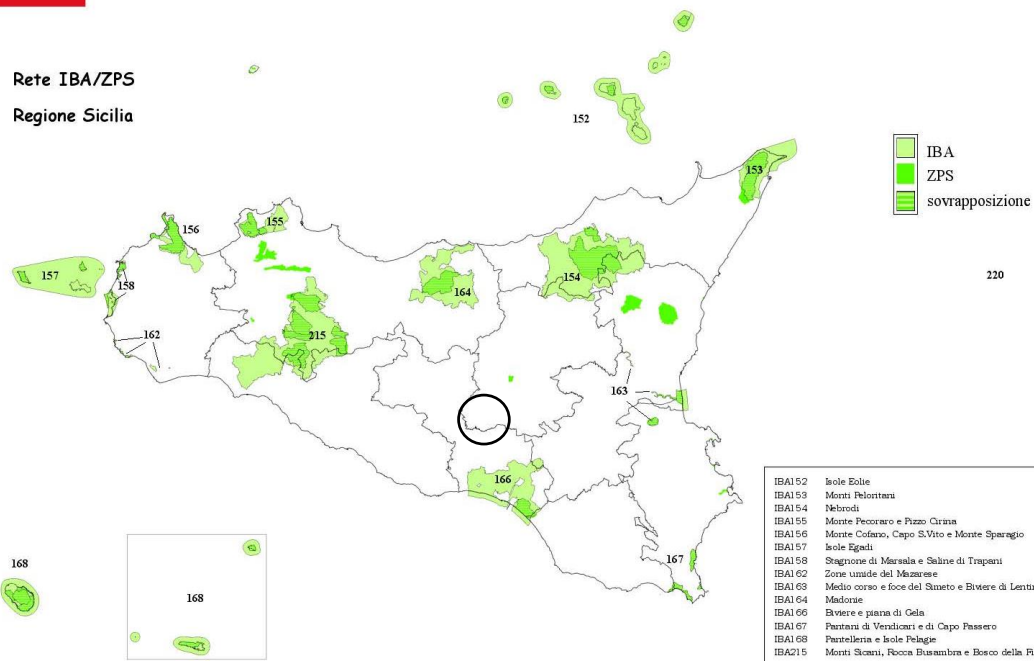 Rete IBA/ZPS
Regione Sicilia
152
IBA
ZPS
sovrapposizione
153
155
156
157
158
154
164
220
215
162
163
166
167
168
168
IBA152 Isole Eolie
IBA153 Monti Peloritani
IBA154 Nebrodi
IBA155 Monte Pecoraro e Pizzo Cirina
IBA156 Monte Cofano, Capo S.Vito e Monte Sparagio
IBA157 Isole Egadi
IBA158 Stagnone di Marsala e Saline di Trapani
IBA162 Zone umide del Mazarese
IBA163 Medio corso e foce del Simeto e Biviere di Lentin
IBA164 Madonie
IBA166 Biviere e piana di Gela
IBA167 Pantani di Vendicari e di Capo Passero
IBA168 Pantelleria e Isole Pelagie
IBA215 Monti Sicani, Rocca Busambra e Bosco della